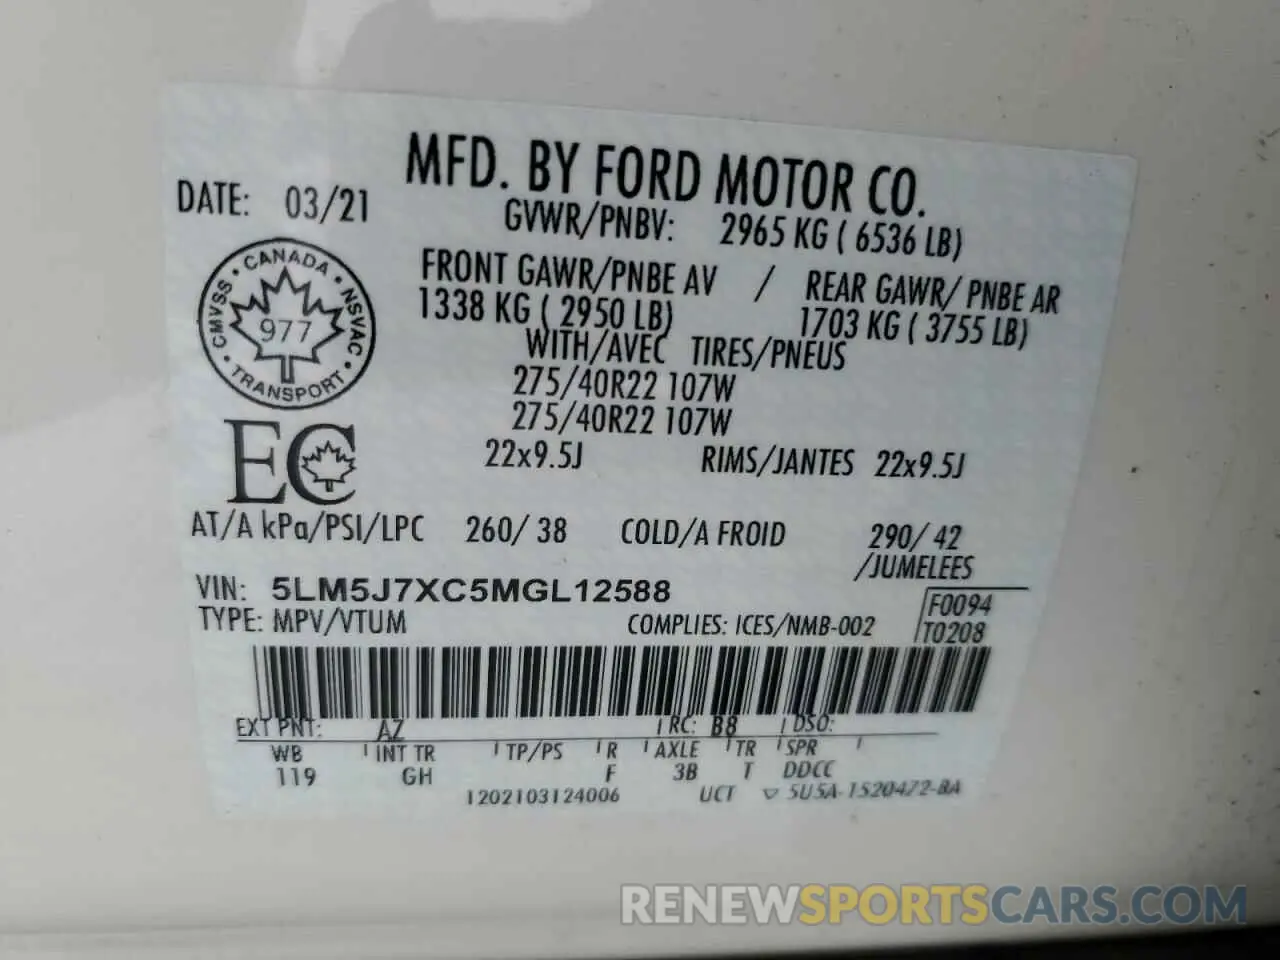 MFD. BY FORD MOTOR CO.
DATE: 03/21
GVWR/PNBV: 2965 KG ( 6536 LB)
FRONT GAWR/PNBE AV / REAR GAWR/ PNBE AR
1338 KG ( 2950 LB) 1703 KG ( 3755 LB)
WITH/AVEC TIRES/PNEUS
275/40R22 107W
275/40R22 107W
22x9.5J RIMS/JANTES 22x9.5J
CANADA
CMVSS NSVAC
977
TRANSPORT
EC
AT/A kPa/PSI/LPC 260/ 38 COLD/A FROID 290/ 42
/JUMELEES
VIN: 5LM5J7XC5MGL12588
F0094
TYPE: MPV/VTUM COMPLIES: ICES/NMB-002 T0208
EXT PNT: AZ RC: B8 DSO:
WB INT TR TP/PS R AXLE TR SPR
119 GH F 3B T DDCC
1202103124006 UCT 5U5A-1520472-BA
RENEWSPORTSCARS.COM